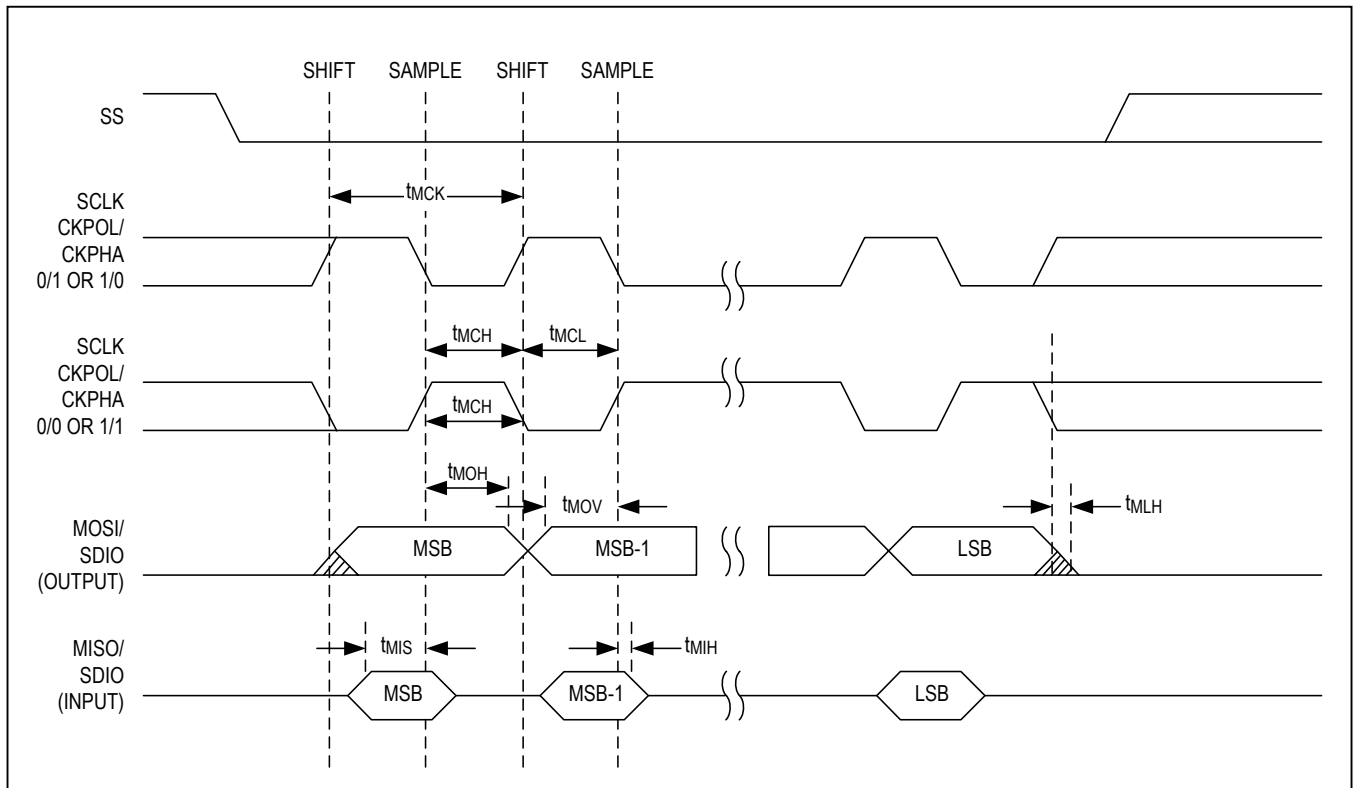 SHIFT SAMPLE SHIFT SAMPLE
SS
tMCK
SCLK
CKPOL/
CKPHA
0/1 OR 1/0
tMCH tMCL
SCLK
CKPOL/
CKPHA
0/0 OR 1/1
tMCH
tMOH
tMOV
tMLH
MOSI/
SDIO
(OUTPUT)
MSB MSB-1 LSB
tMIS
tMIH
MISO/
SDIO
(INPUT)
MSB MSB-1 LSB